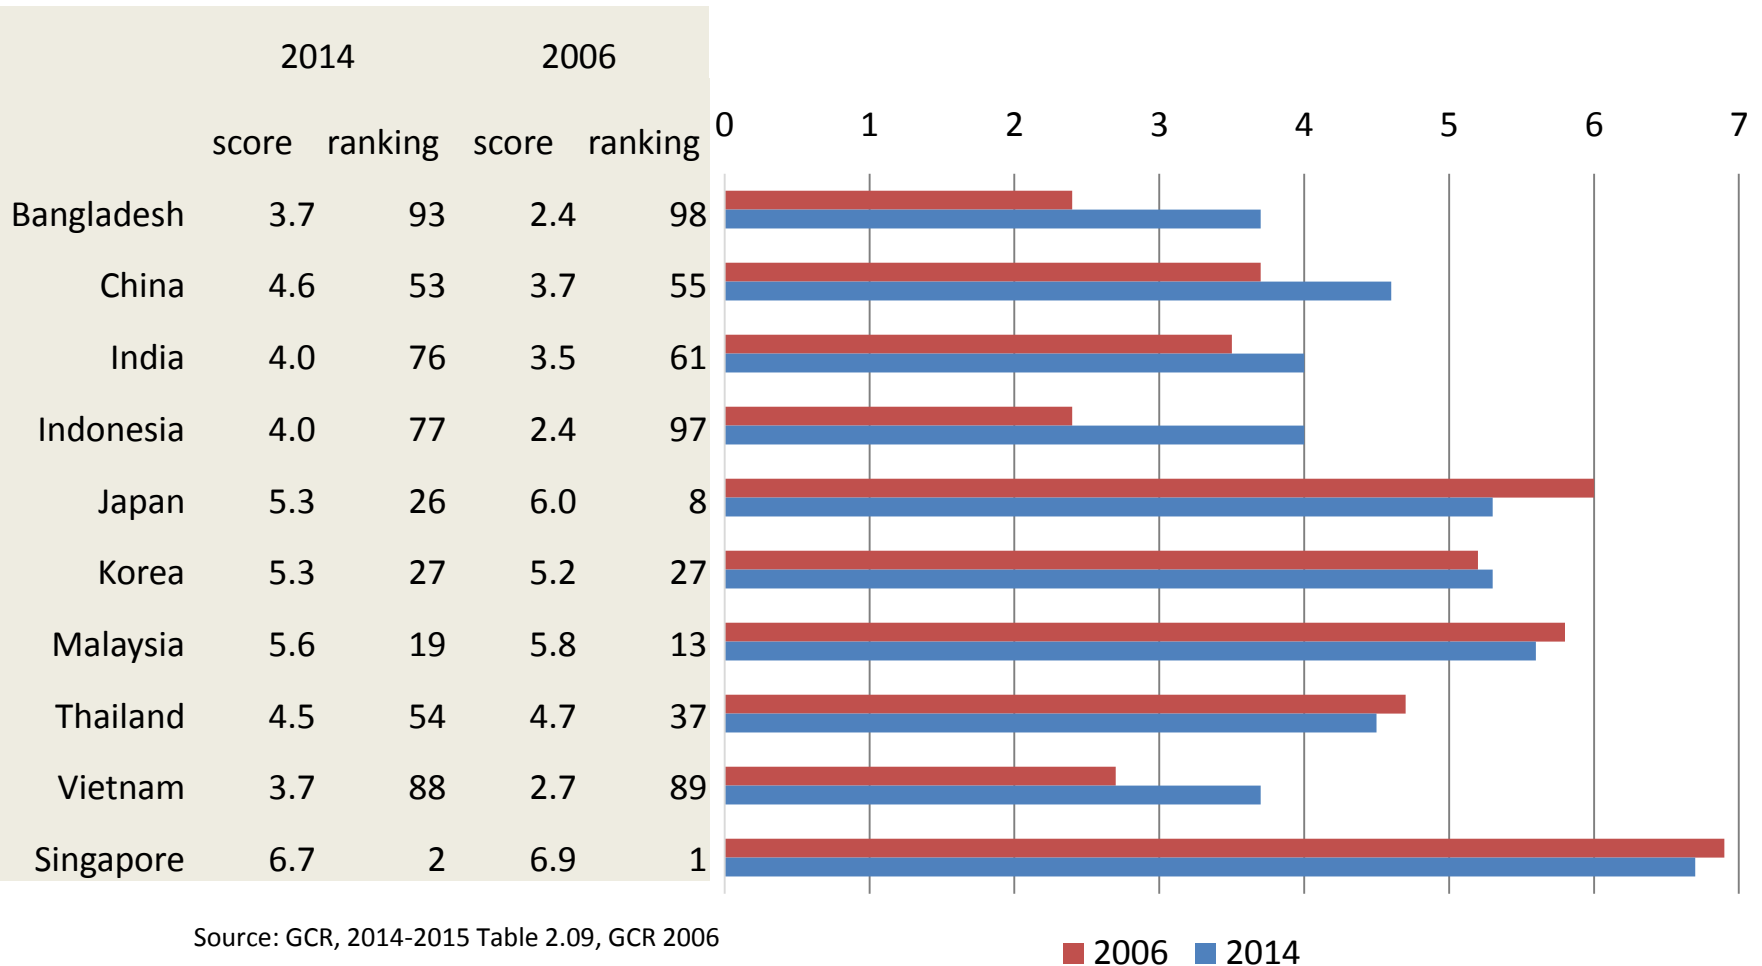 2014 2006
score ranking score ranking
0 1 2 3 4 5 6 7
Bangladesh 3.7 93 2.4 98
China 4.6 53 3.7 55
India 4.0 76 3.5 61
Indonesia 4.0 77 2.4 97
Japan 5.3 26 6.0 8
Korea 5.3 27 5.2 27
Malaysia 5.6 19 5.8 13
Thailand 4.5 54 4.7 37
Vietnam 3.7 88 2.7 89
Singapore 6.7 2 6.9 1
Source: GCR, 2014-2015 Table 2.09, GCR 2006
2006 2014